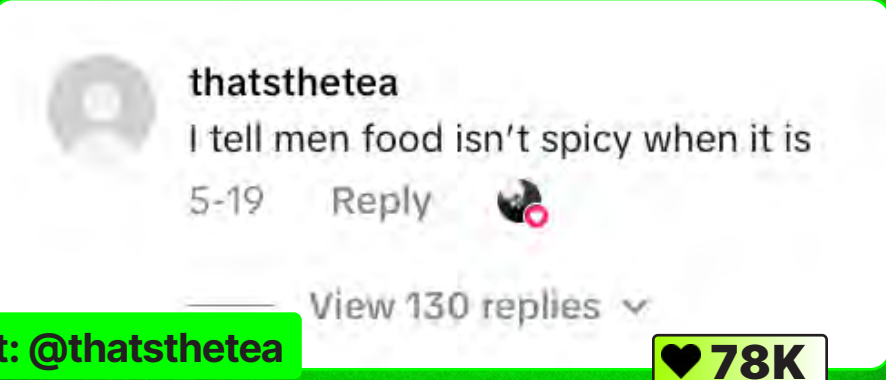 thatsthetea
I tell men food isn't spicy when it is
5-19 Reply
View 130 replies
t: @thatsthetea
78K